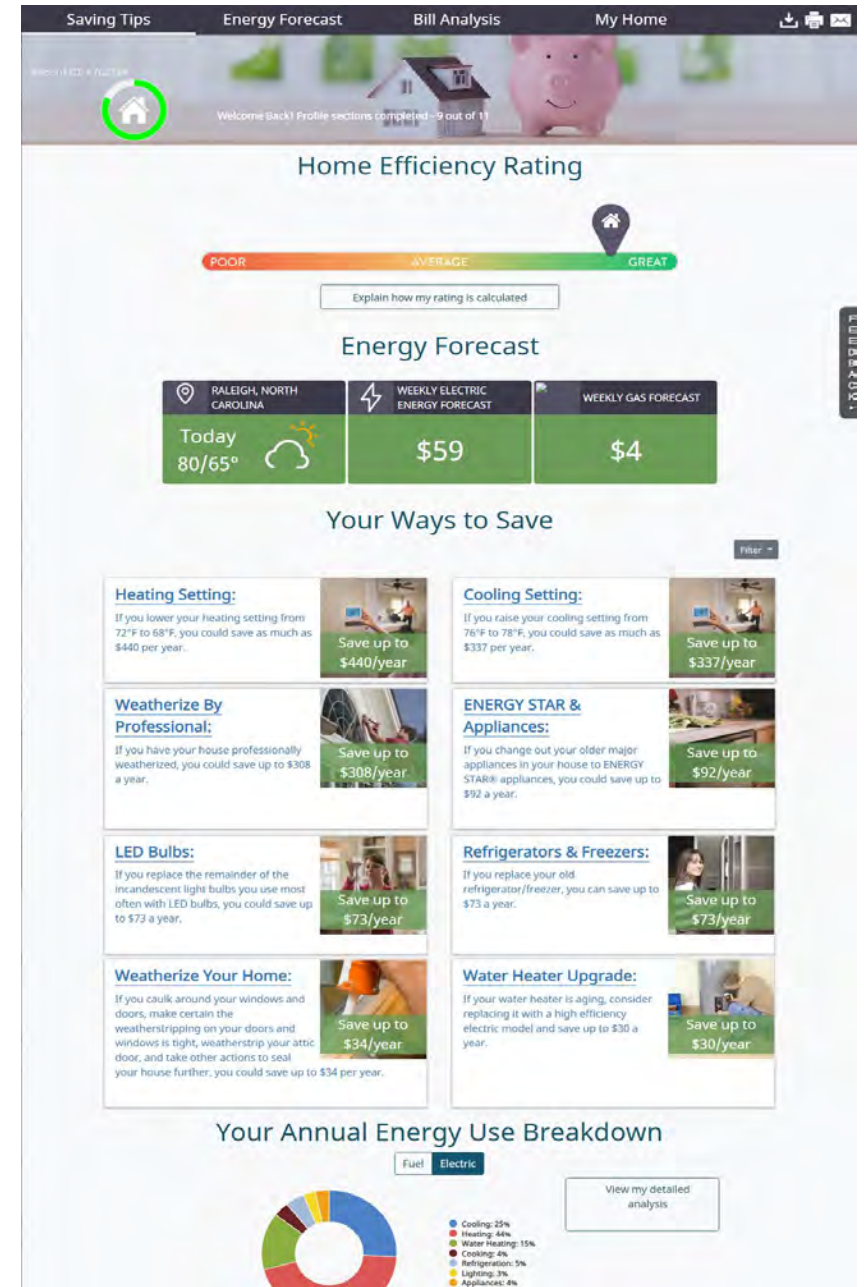 Saving Tips
Energy Forecast
Bill Analysis
My Home
Welcome Back! Profile sections completed - 9 out of 11
Home Efficiency Rating
POOR
AVERAGE
GREAT
Explain how my rating is calculated
Energy Forecast
RALEIGH, NORTH
CAROLINA
Today
80/65°
WEEKLY ELECTRIC
ENERGY FORECAST
$59
WEEKLY GAS FORECAST
$4
Your Ways to Save
Filter
Heating Setting:
If you lower your heating setting from
72°F to 68°F, you could save as much as
$440 per year.
Save up to
$440/year
Cooling Setting:
If you raise your cooling setting from
76°F to 78°F, you could save as much as
$337 per year.
Save up to
$337/year
Weatherize By
Professional:
If you have your house professionally
weatherized, you could save up to $308
a year.
Save up to
$308/year
ENERGY STAR &
Appliances:
If you change out your older major
appliances in your house to ENERGY
STAR® appliances, you could save up to
$92 a year.
Save up to
$92/year
LED Bulbs:
If you replace the remainder of the
incandescent light bulbs you use most
often with LED bulbs, you could save up
to $73 a year.
Save up to
$73/year
Refrigerators & Freezers:
If you replace your old
refrigerator/freezer, you can save up to
$73 a year.
Save up to
$73/year
Weatherize Your Home:
If you caulk around your windows and
doors, make certain the
weatherstripping on your doors and
windows is tight, weatherstrip your attic
door, and take other actions to seal
your house further, you could save up to $34 per year.
Save up to
$34/year
Water Heater Upgrade:
If your water heater is aging, consider
replacing it with a high efficiency
electric model and save up to $30 a
year.
Save up to
$30/year
Your Annual Energy Use Breakdown
Fuel
Electric
View my detailed
analysis
Cooling: 25%
Heating: 44%
Water Heating: 15%
Cooking: 4%
Refrigeration: 5%
Lighting: 3%
Appliances: 4%